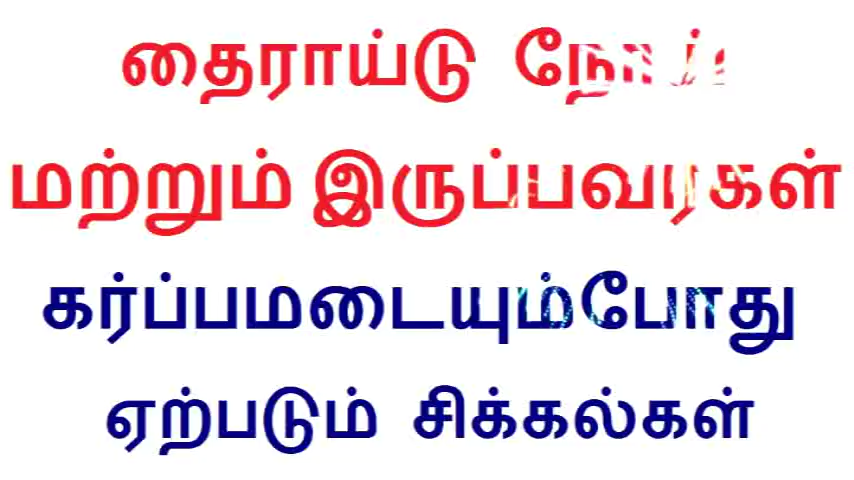 தைராய்டு நோய்
மற்றும் இருப்பவர்கள்
கர்ப்பமடையும்போது
ஏற்படும் சிக்கல்கள்